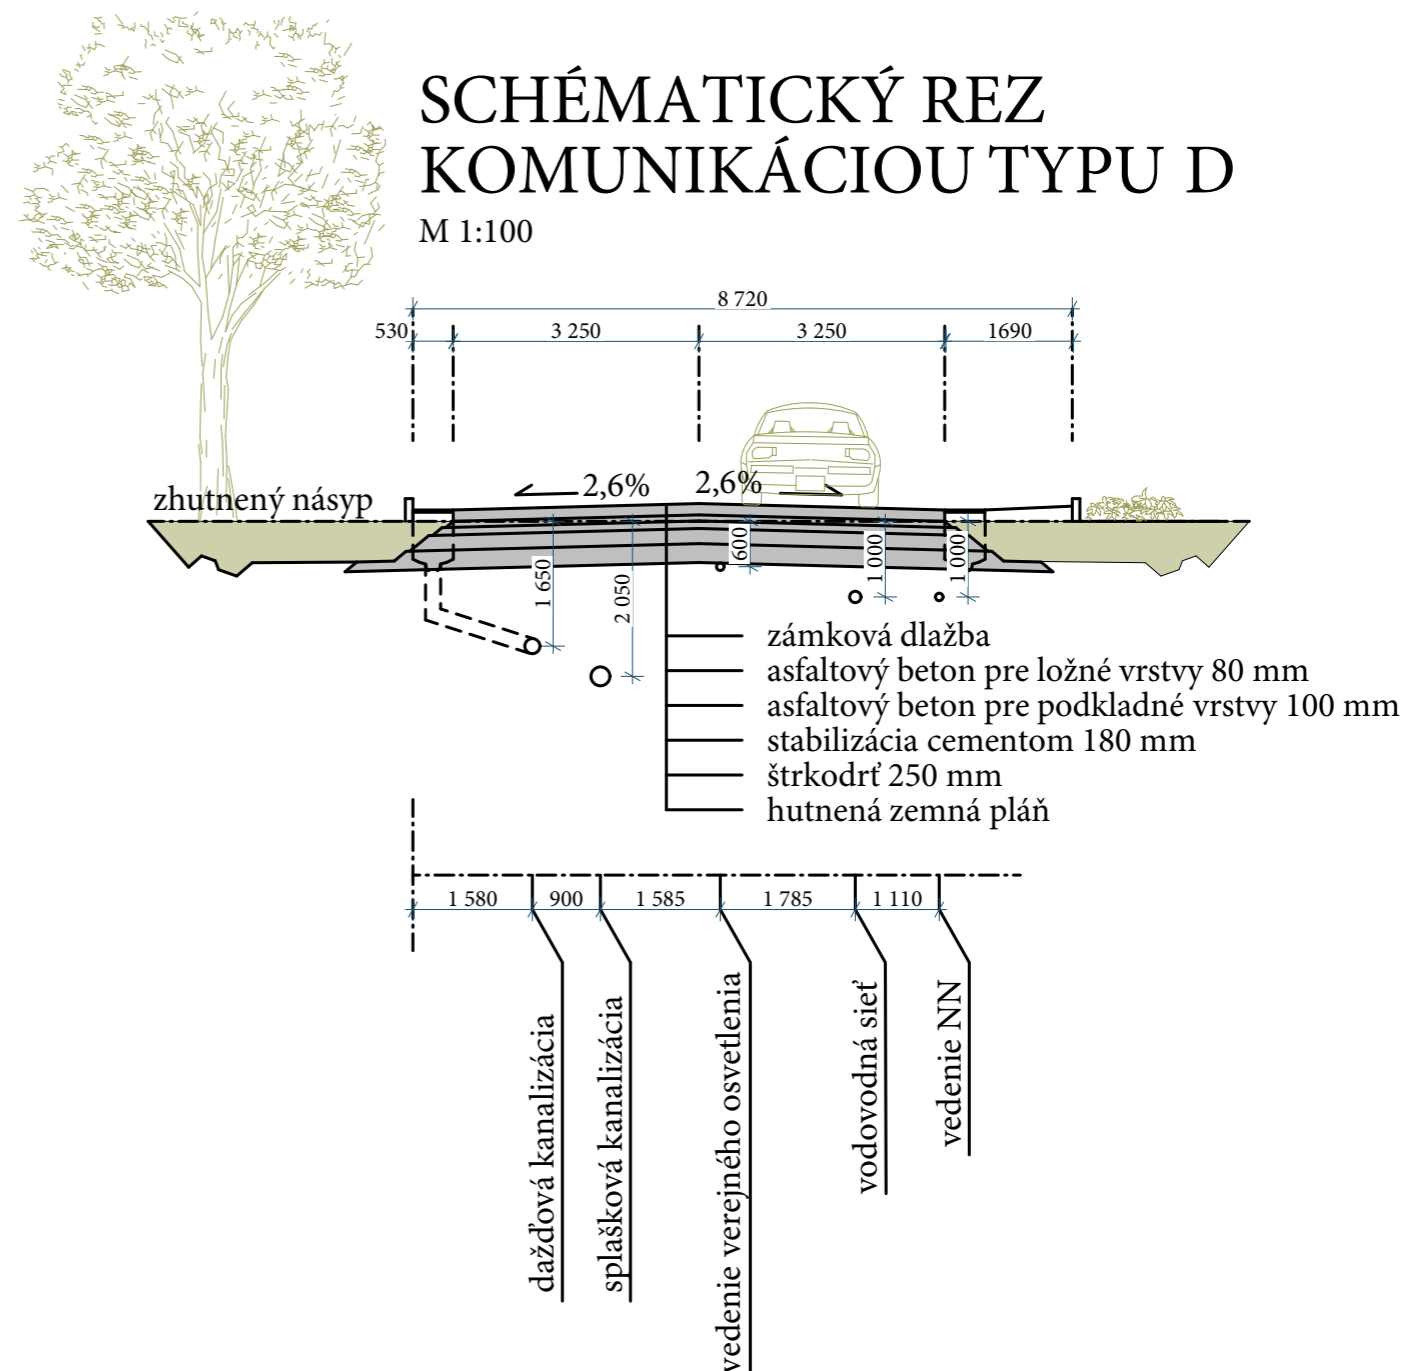 SCHÉMATICKÝ REZ
KOMUNIKÁCIOU TYPU D
M 1:100
8 720
530 3 250 3 250 1690
zhutnený násyp 2,6% 2,6%
1 650
2 050
600
1 000
1 000
zámková dlažba
asfaltový beton pre ložné vrstvy 80 mm
asfaltový beton pre podkladné vrstvy 100 mm
stabilizácia cementom 180 mm
štrkodrť 250 mm
hutnená zemná pláň
1 580 900 1 585 1 785 1 110
dažďová kanalizácia
splašková kanalizácia
vedenie verejného osvetlenia
vodovodná sieť
vedenie NN